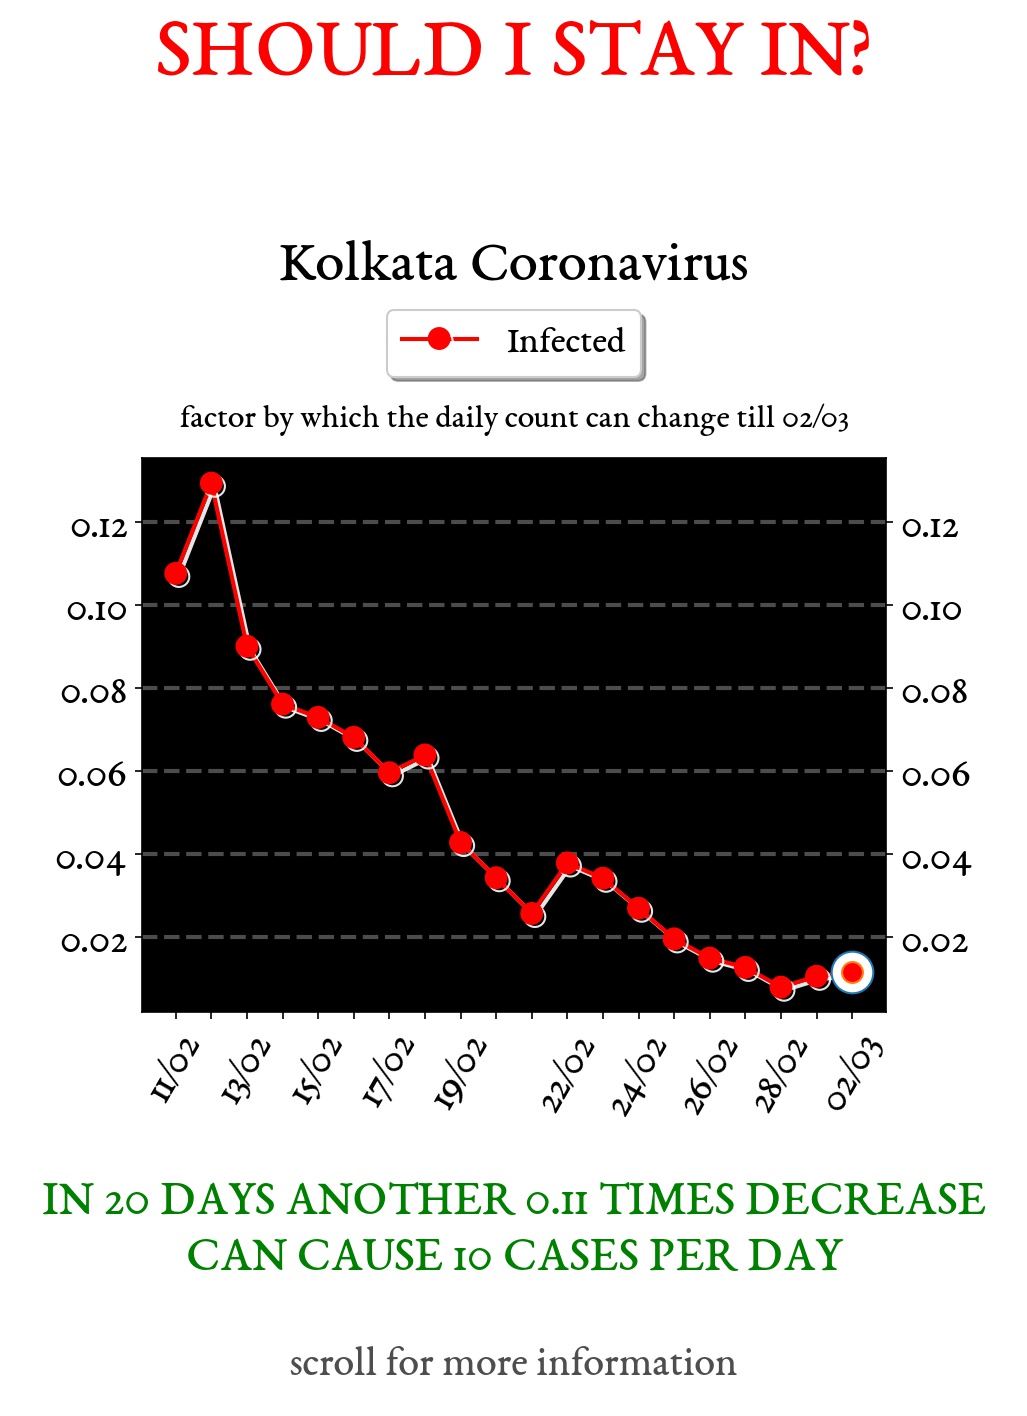 SHOULD I STAY IN?
Kolkata Coronavirus
Infected
factor by which the daily count can change till 02/03
0.12 0.12
0.10 0.10
0.08 0.08
0.06 0.06
0.04 0.04
0.02 0.02
11/02 13/02 15/02 17/02 19/02 22/02 24/02 26/02 28/02 02/03
IN 20 DAYS ANOTHER 0.11 TIMES DECREASE
CAN CAUSE 10 CASES PER DAY
scroll for more information